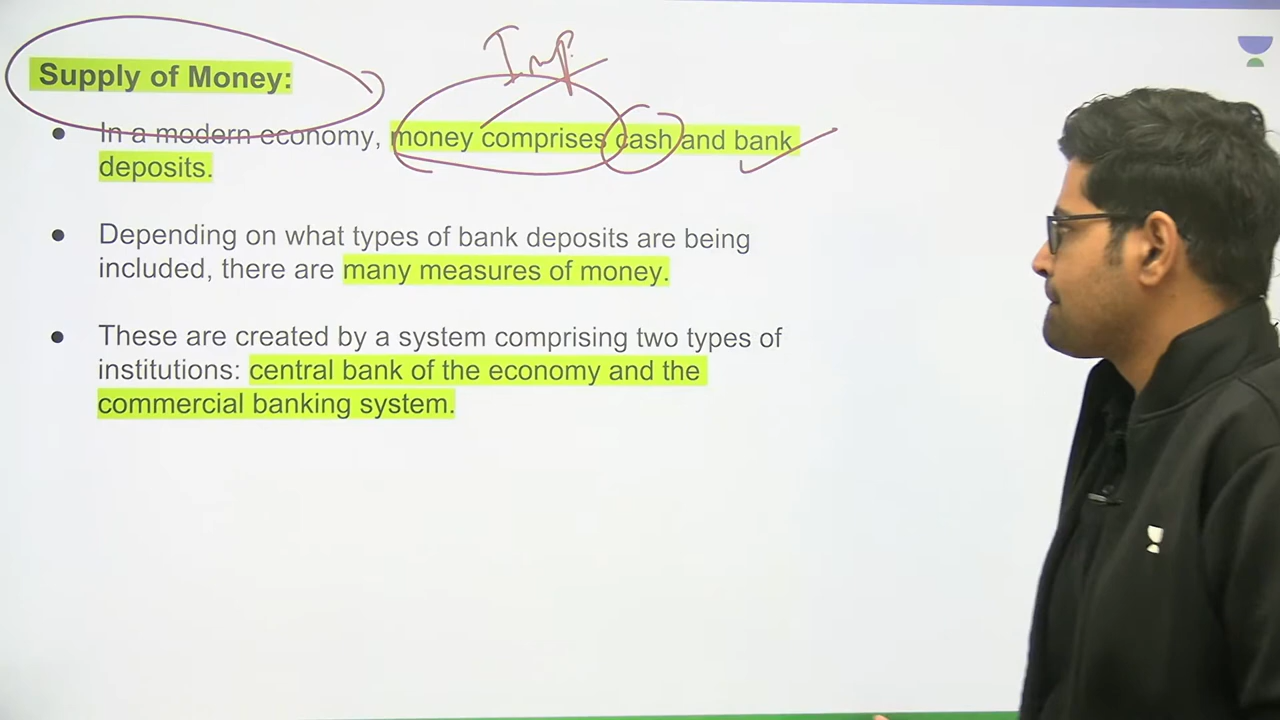 Imp.
Supply of Money:
● In a modern economy, money comprises cash and bank
deposits.
● Depending on what types of bank deposits are being
included, there are many measures of money.
● These are created by a system comprising two types of
institutions: central bank of the economy and the
commercial banking system.